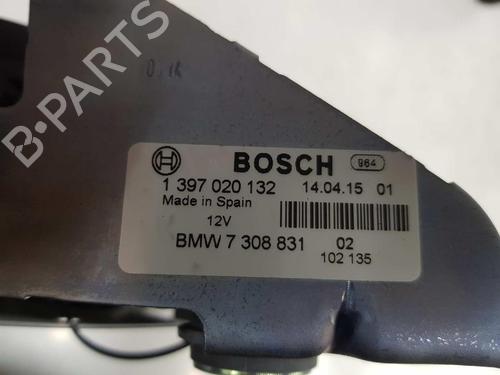 BOSCH 964
1 397 020 132 14.04.15 01
Made in Spain
12V
BMW 7 308 831 02
102 135
B-PARTS